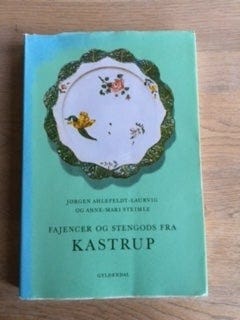 JØRGEN AHLEFELDT-LAURVIG
OG ANNE-MARI STEIMLE
FAJENCER OG STENGODS FRA
KASTRUP
GYLDENDAL